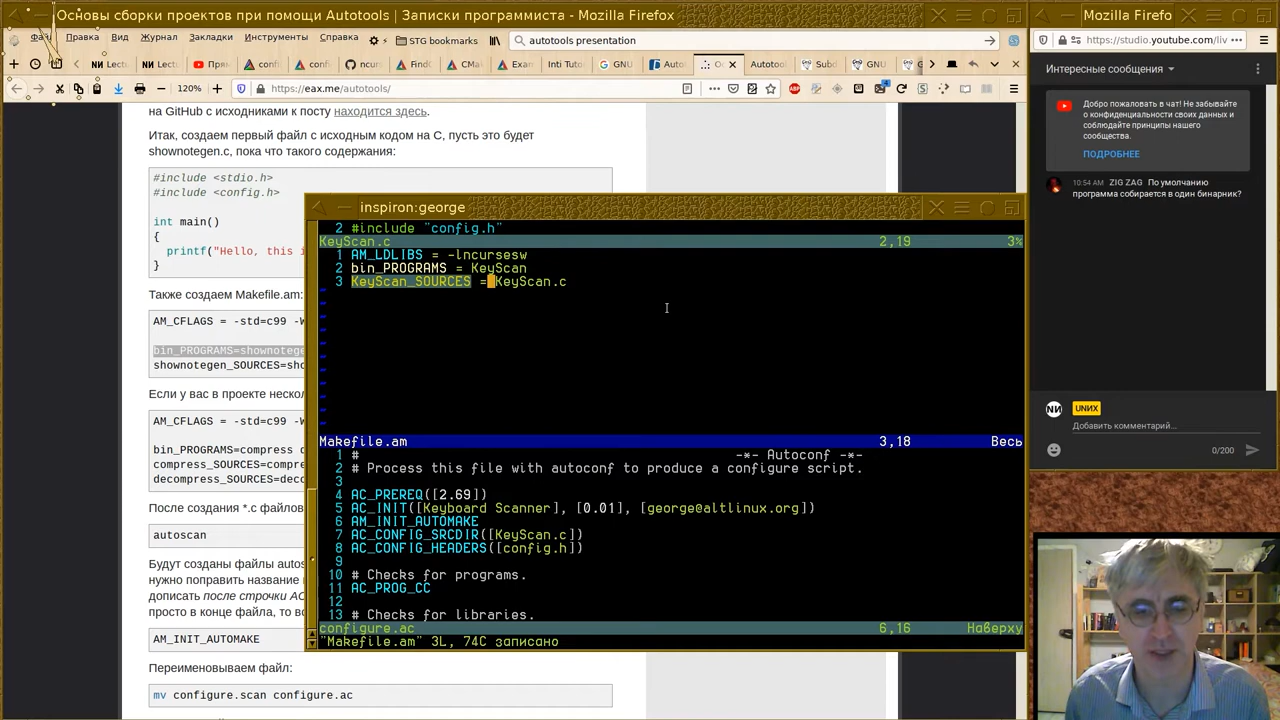 Основы сборки проектов при помощи Autotools | Записки программиста - Mozilla Firefox
Файл Правка Вид Журнал Закладки Инструменты Справка STG bookmarks autotools presentation
120% https://eax.me/autotools/
на GitHub с исходниками к посту находится здесь.
Итак, создаем первый файл с исходным кодом на C, пусть это будет
shownotegen.c, пока что такого содержания:
#include <stdio.h>
#include <config.h>
int main()
{
printf("Hello, this i
}
Также создаем Makefile.am:
AM_CFLAGS = -std=c99 -W
bin_PROGRAMS=shownotege
shownotegen_SOURCES=sho
Если у вас в проекте неско
AM_CFLAGS = -std=c99 -W
bin_PROGRAMS=compress d
compress_SOURCES=compre
decompress_SOURCES=deco
После создания *.c файлов
autoscan
Будут созданы файлы autos
нужно поправить название
дописать после строчки AC
просто в конце файла, то во
AM_INIT_AUTOMAKE
Переименовываем файл:
mv configure.scan configure.ac
inspiron:george
2 #include "config.h"
KeyScan.c 2,19 3%
1 AM_LDLIBS = -lncursesw
2 bin_PROGRAMS = KeyScan
3 KeyScan_SOURCES = KeyScan.c
Makefile.am 3,18 Весь
1 # -*- Autoconf -*-
2 # Process this file with autoconf to produce a configure script.
3
4 AC_PREREQ([2.69])
5 AC_INIT([Keyboard Scanner], [0.01], [george@altlinux.org])
6 AM_INIT_AUTOMAKE
7 AC_CONFIG_SRCDIR([KeyScan.c])
8 AC_CONFIG_HEADERS([config.h])
9
10 # Checks for programs.
11 AC_PROG_CC
12
13 # Checks for libraries.
configure.ac 6,16 Наверху
"Makefile.am" 3L, 74C записано
Mozilla Firefo
https://studio.youtube.com/liv
Интересные сообщения
Добро пожаловать в чат! Не забывайте
о конфиденциальности своих данных и
соблюдайте принципы нашего
сообщества.
ПОДРОБНЕЕ
10:54 AM ZIG ZAG По умолчанию
программа собирается в один бинарник?
UNИX
Добавить комментарий...
0/200